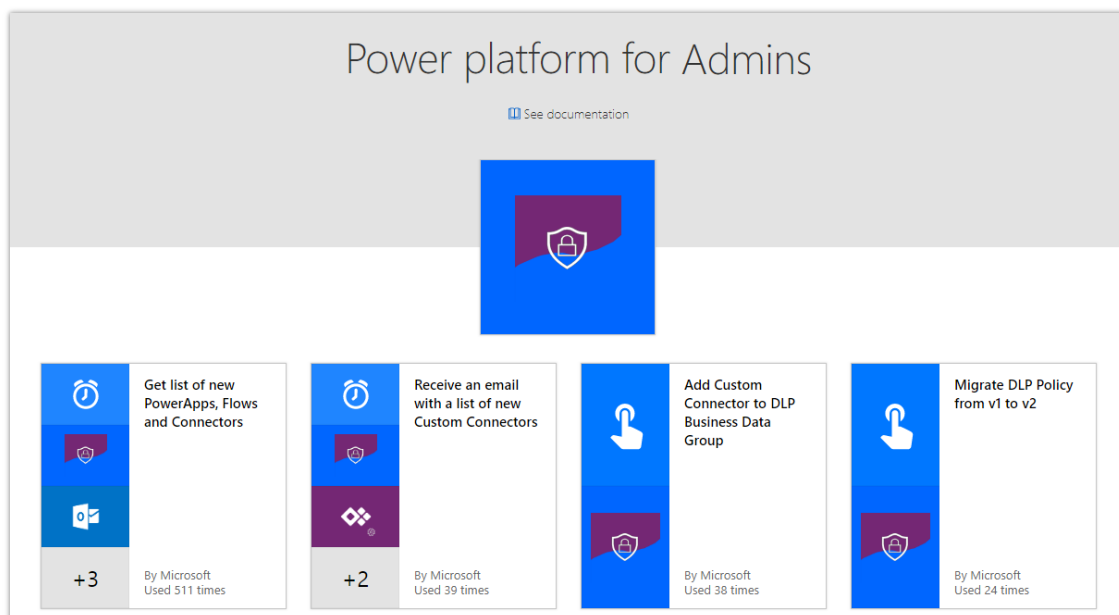 Power platform for Admins
See documentation
Get list of new
PowerApps, Flows
and Connectors
+3
By Microsoft
Used 511 times
Receive an email
with a list of new
Custom Connectors
+2
By Microsoft
Used 39 times
Add Custom
Connector to DLP
Business Data
Group
By Microsoft
Used 38 times
Migrate DLP Policy
from v1 to v2
By Microsoft
Used 24 times